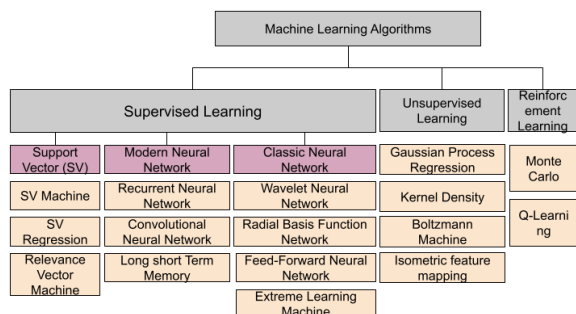 Machine Learning Algorithms
Supervised Learning
Unsupervised
Learning
Reinforc
ement
Learning
Support
Vector (SV)
Modern Neural
Network
Classic Neural
Network
Gaussian Process
Regression
Monte
Carlo
SV Machine
Recurrent Neural
Network
Wavelet Neural
Network
Kernel Density
SV
Regression
Convolutional
Neural Network
Radial Basis Function
Network
Boltzmann
Machine
Q-Learni
ng
Relevance
Vector
Machine
Long short Term
Memory
Feed-Forward Neural
Network
Isometric feature
mapping
Extreme Learning
Machine